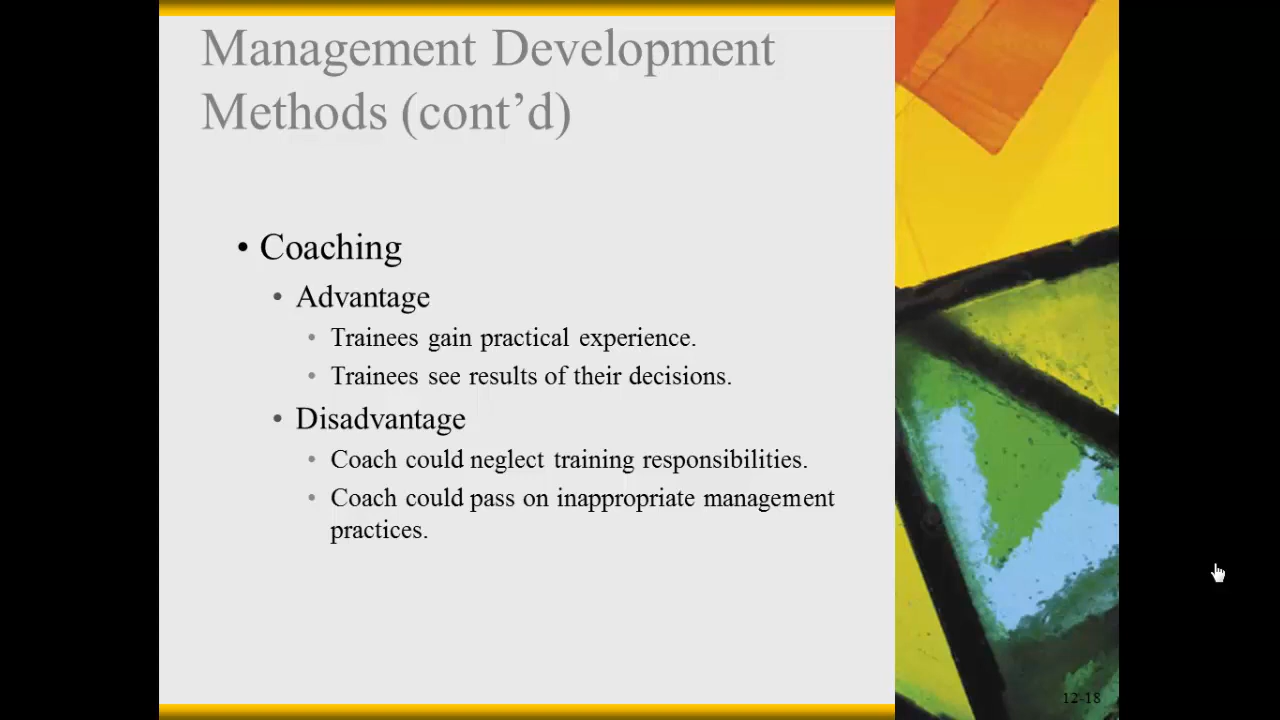 Management Development
Methods (cont’d)
• Coaching
• Advantage
• Trainees gain practical experience.
• Trainees see results of their decisions.
• Disadvantage
• Coach could neglect training responsibilities.
• Coach could pass on inappropriate management
practices.
12-18